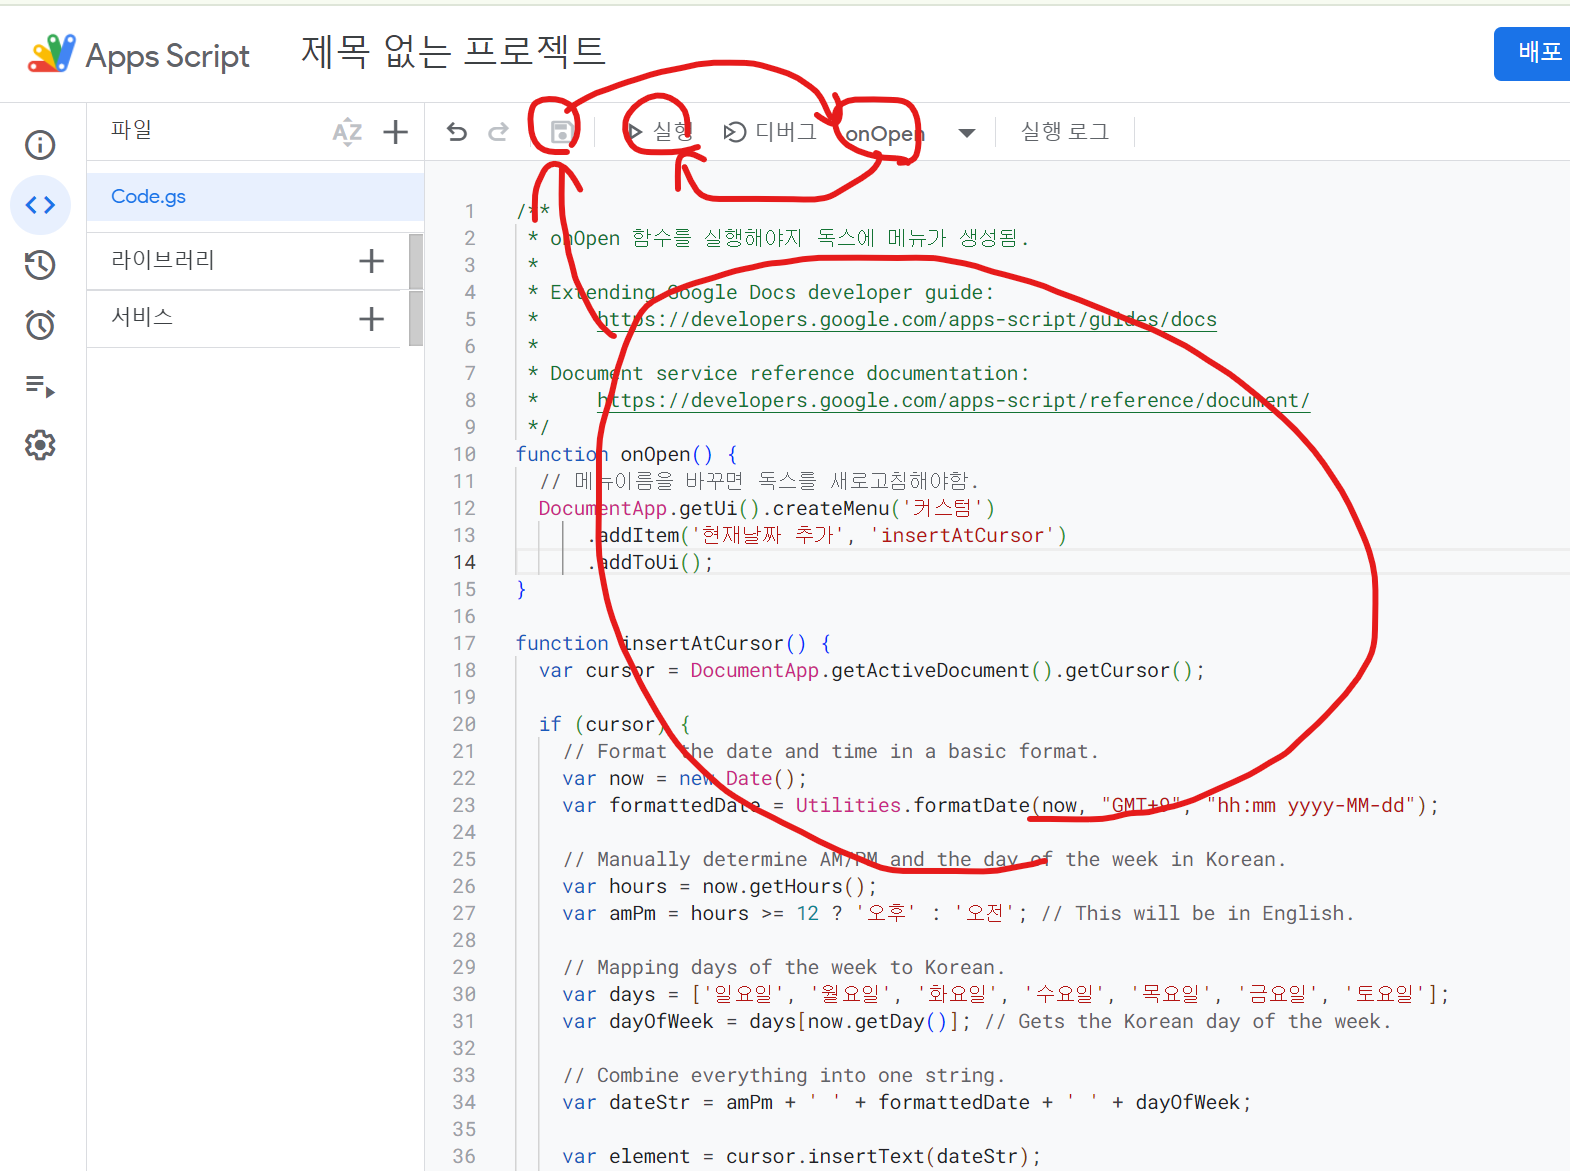 Apps Script 제목 없는 프로젝트 배포
파일 AZ 실행 디버그 onOpen 실행 로그
Code.gs
라이브러리
서비스
1 /**
2 * onOpen 함수를 실행해야지 독스에 메뉴가 생성됨.
3 *
4 * Extending Google Docs developer guide:
5 * https://developers.google.com/apps-script/guides/docs
6 *
7 * Document service reference documentation:
8 * https://developers.google.com/apps-script/reference/document/
9 */
10 function onOpen() {
11 // 메뉴이름을 바꾸면 독스를 새로고침해야함.
12 DocumentApp.getUi().createMenu('커스텀')
13 .addItem('현재날짜 추가', 'insertAtCursor')
14 .addToUi();
15 }
16
17 function insertAtCursor() {
18 var cursor = DocumentApp.getActiveDocument().getCursor();
19
20 if (cursor) {
21 // Format the date and time in a basic format.
22 var now = new Date();
23 var formattedDate = Utilities.formatDate(now, "GMT+9", "hh:mm yyyy-MM-dd");
24
25 // Manually determine AM/PM and the day of the week in Korean.
26 var hours = now.getHours();
27 var amPm = hours >= 12 ? '오후' : '오전'; // This will be in English.
28
29 // Mapping days of the week to Korean.
30 var days = ['일요일', '월요일', '화요일', '수요일', '목요일', '금요일', '토요일'];
31 var dayOfWeek = days[now.getDay()]; // Gets the Korean day of the week.
32
33 // Combine everything into one string.
34 var dateStr = amPm + ' ' + formattedDate + ' ' + dayOfWeek;
35
36 var element = cursor.insertText(dateStr);